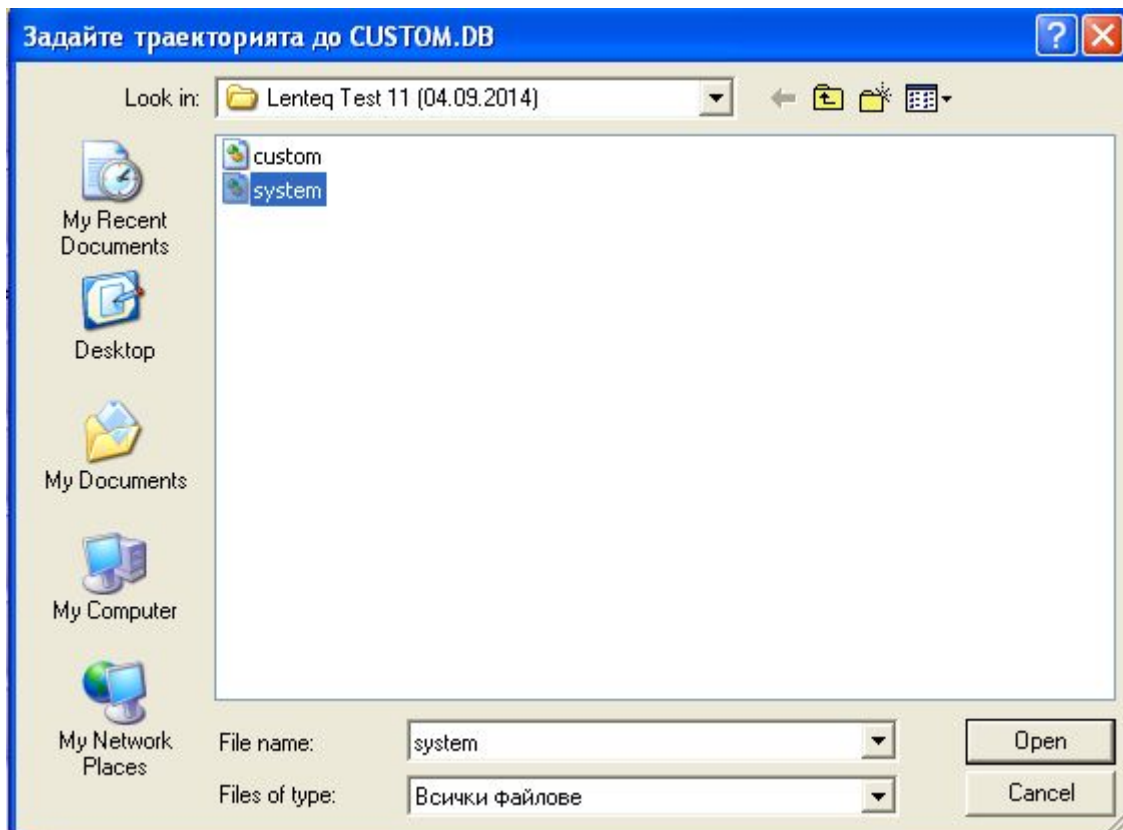 Задайте траекторията до CUSTOM.DB
Look in: Lenteq Test 11 (04.09.2014)
custom
system
My Recent
Documents
Desktop
My Documents
My Computer
My Network
Places
File name: system Open
Files of type: Всички файлове Cancel